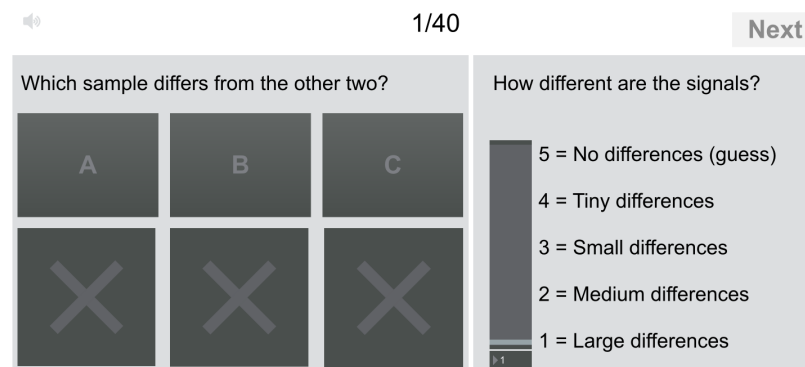 1/40
Next
Which sample differs from the other two?
A B C
How different are the signals?
5 = No differences (guess)
4 = Tiny differences
3 = Small differences
2 = Medium differences
1 = Large differences
1